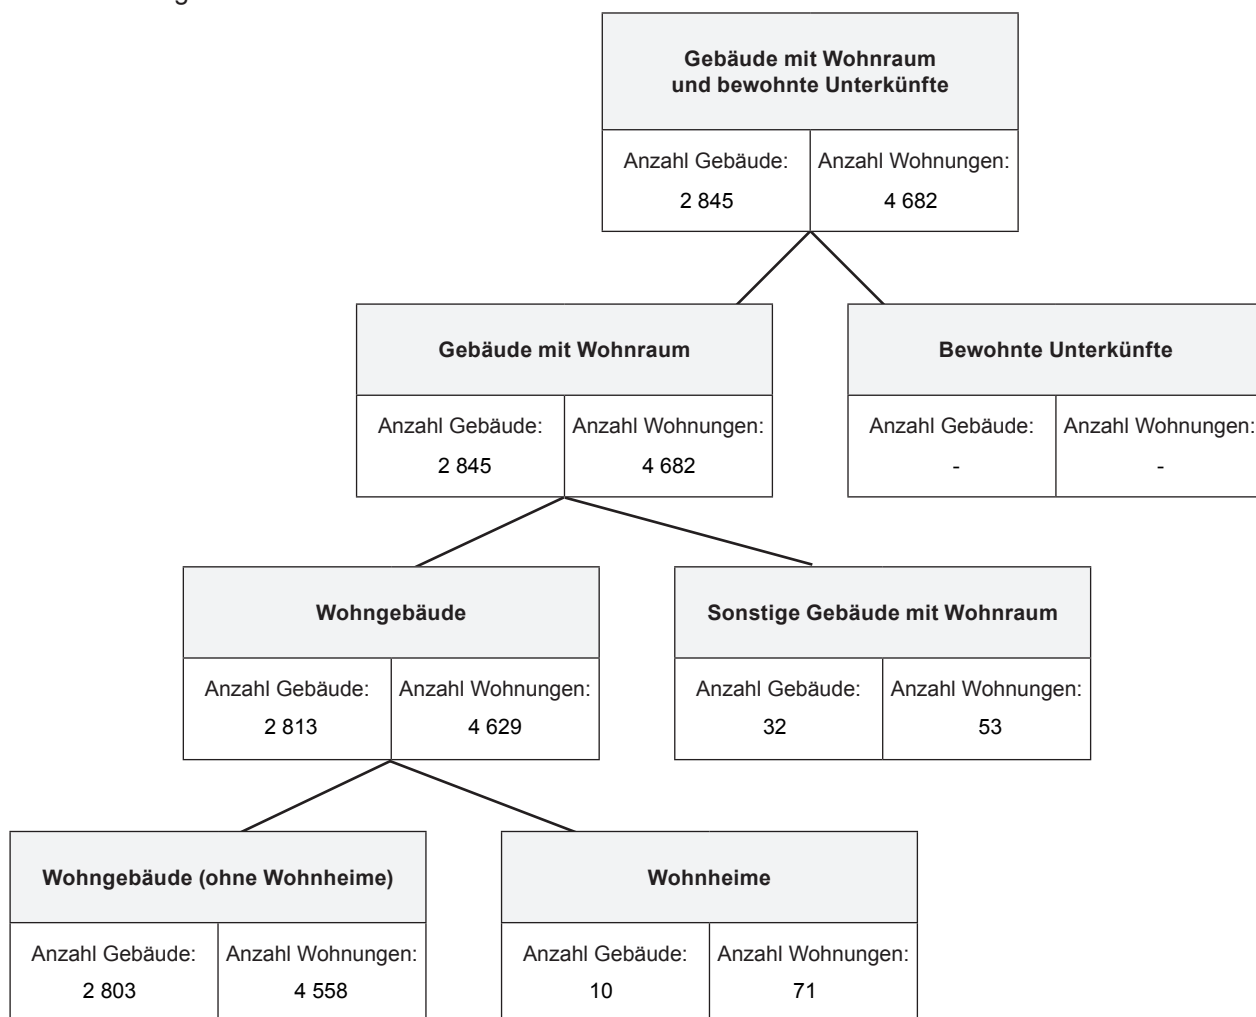 Gebäude mit Wohnraum
und bewohnte Unterkünfte
Anzahl Gebäude: Anzahl Wohnungen:
2 845 4 682
Gebäude mit Wohnraum
Anzahl Gebäude: Anzahl Wohnungen:
2 845 4 682
Bewohnte Unterkünfte
Anzahl Gebäude: Anzahl Wohnungen:
- -
Wohngebäude
Anzahl Gebäude: Anzahl Wohnungen:
2 813 4 629
Sonstige Gebäude mit Wohnraum
Anzahl Gebäude: Anzahl Wohnungen:
32 53
Wohngebäude (ohne Wohnheime)
Anzahl Gebäude: Anzahl Wohnungen:
2 803 4 558
Wohnheime
Anzahl Gebäude: Anzahl Wohnungen:
10 71